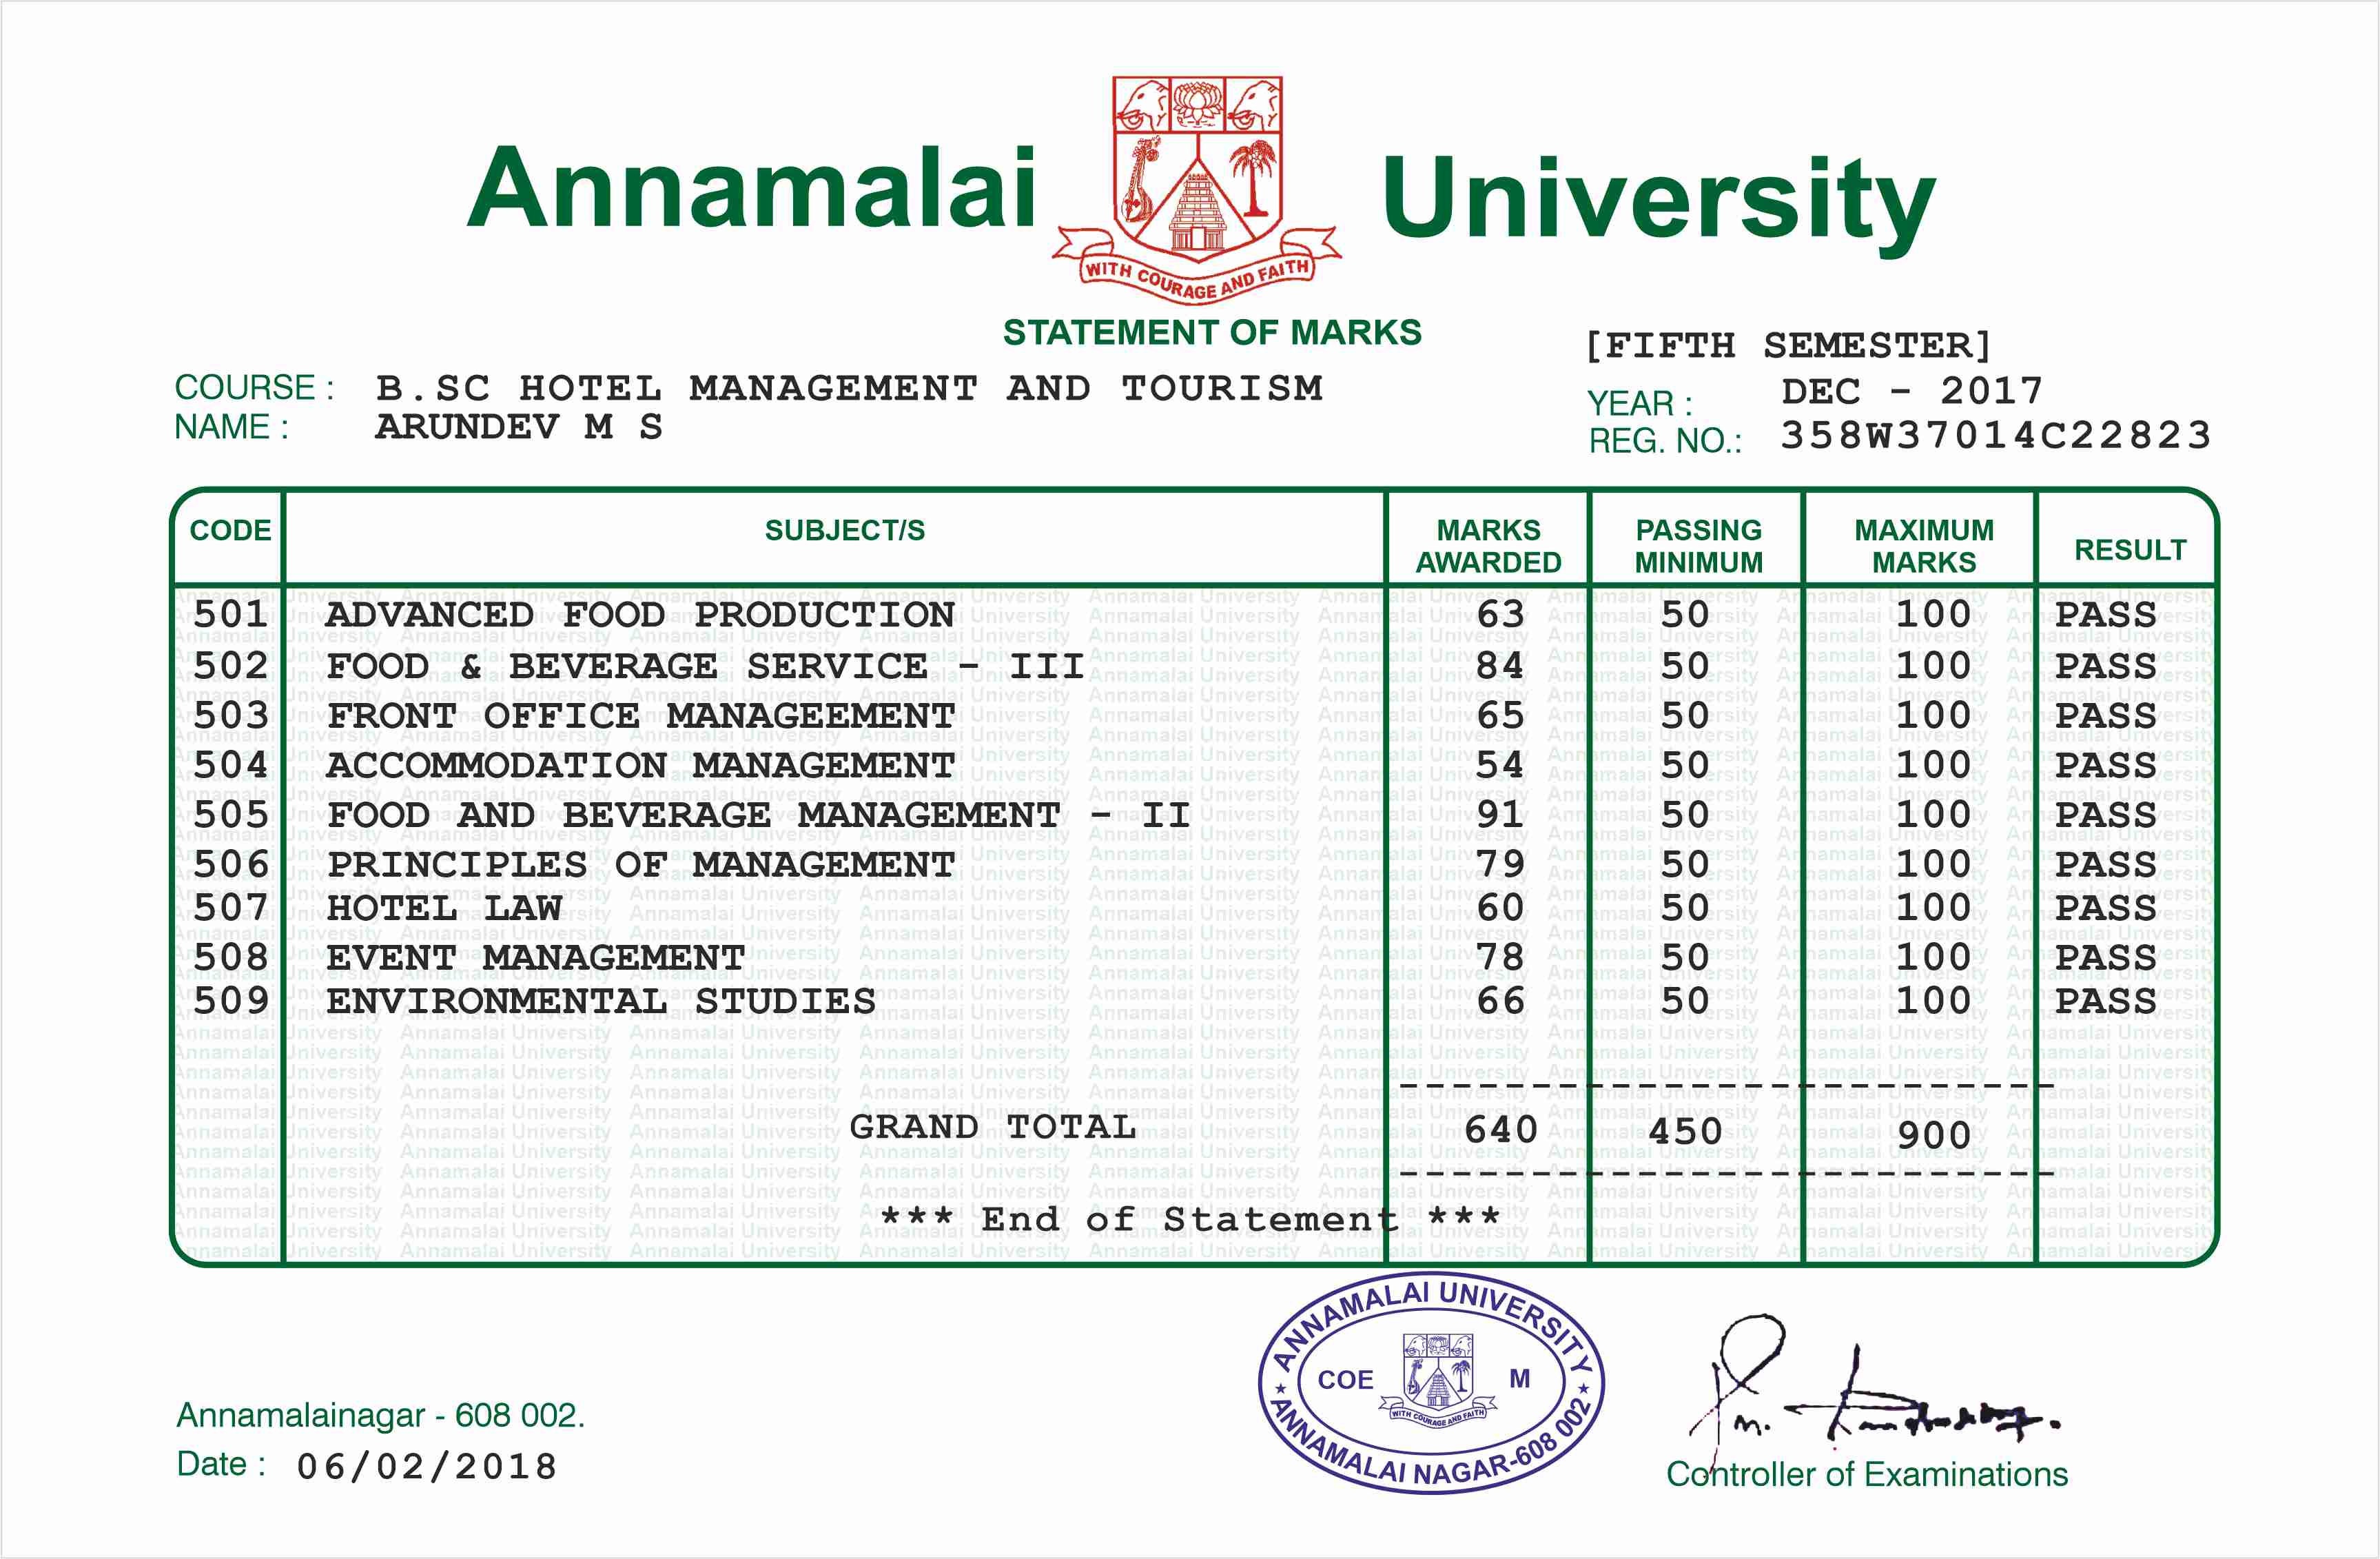 Annamalai University
WITH COURAGE AND FAITH
STATEMENT OF MARKS
[FIFTH SEMESTER]
COURSE : B.SC HOTEL MANAGEMENT AND TOURISM
YEAR : DEC - 2017
NAME : ARUNDEV M S
REG. NO.: 358W37014C22823
CODE SUBJECT/S MARKS AWARDED PASSING MINIMUM MAXIMUM MARKS RESULT
501 ADVANCED FOOD PRODUCTION 63 50 100 PASS
502 FOOD & BEVERAGE SERVICE - III 84 50 100 PASS
503 FRONT OFFICE MANAGEEMENT 65 50 100 PASS
504 ACCOMMODATION MANAGEMENT 54 50 100 PASS
505 FOOD AND BEVERAGE MANAGEMENT - II 91 50 100 PASS
506 PRINCIPLES OF MANAGEMENT 79 50 100 PASS
507 HOTEL LAW 60 50 100 PASS
508 EVENT MANAGEMENT 78 50 100 PASS
509 ENVIRONMENTAL STUDIES 66 50 100 PASS
GRAND TOTAL 640 450 900
*** End of Statement ***
ANNAMALAI UNIVERSITY
COE M
WITH COURAGE AND FAITH
★ ANNAMALAI NAGAR-608 002 ★
Annamalainagar - 608 002.
Date : 06/02/2018
Controller of Examinations